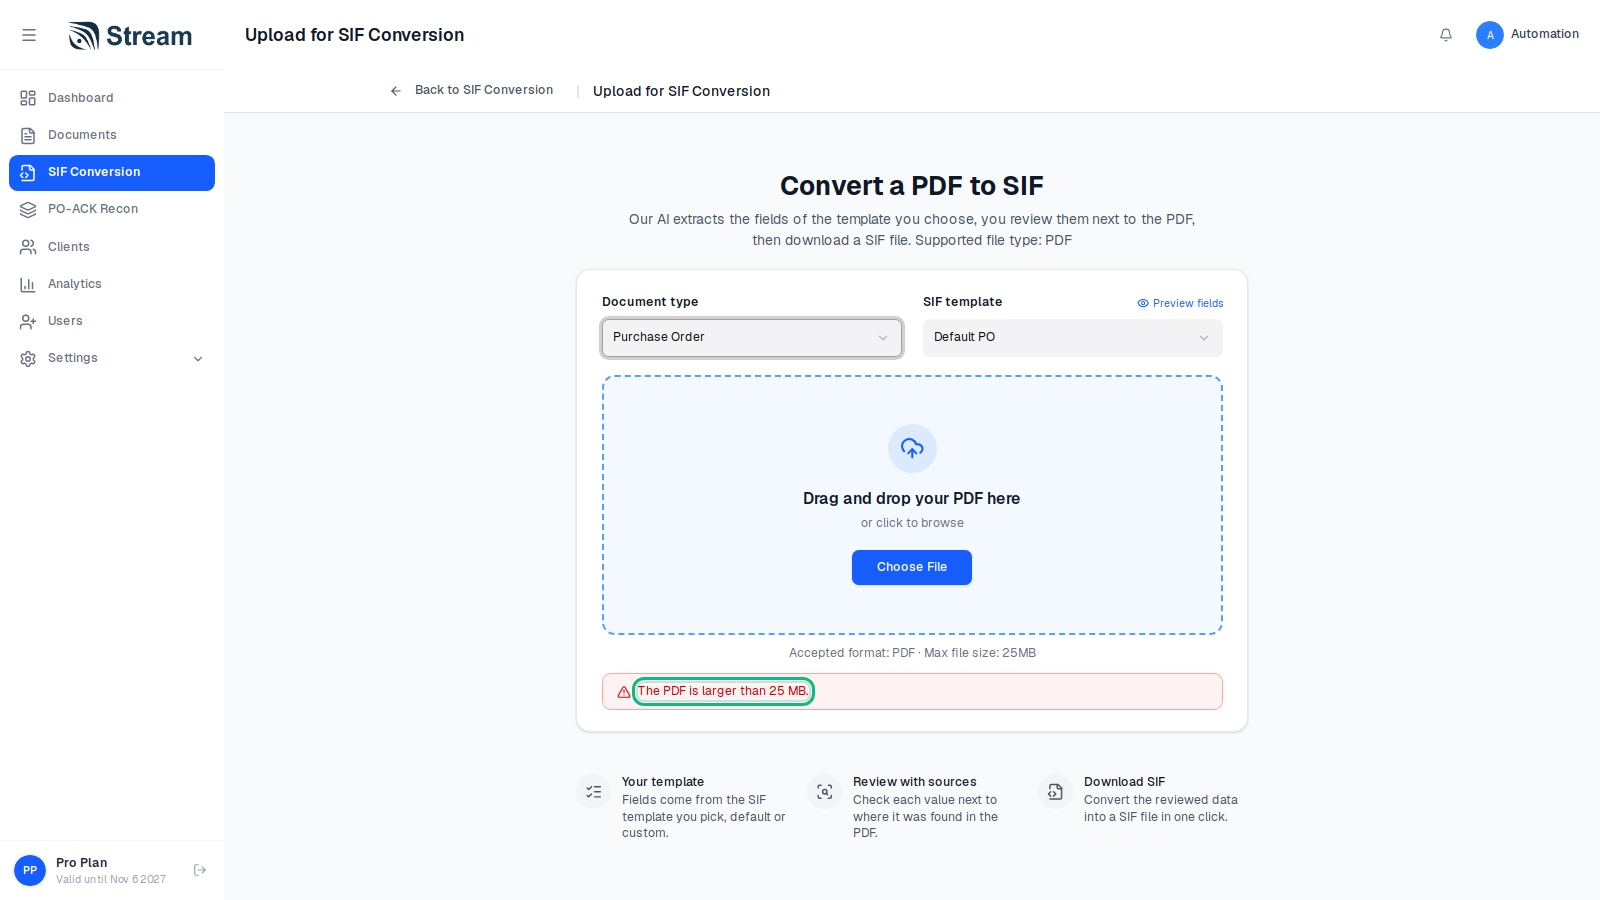 Stream
Upload for SIF Conversion
A
Automation
Back to SIF Conversion
Upload for SIF Conversion
Dashboard
Documents
SIF Conversion
PO-ACK Recon
Clients
Analytics
Users
Settings
Convert a PDF to SIF
Our AI extracts the fields of the template you choose, you review them next to the PDF,
then download a SIF file. Supported file type: PDF
Document type
SIF template
Preview fields
Purchase Order
Default PO
Drag and drop your PDF here
or click to browse
Choose File
Accepted format: PDF · Max file size: 25MB
The PDF is larger than 25 MB.
Your template
Fields come from the SIF
template you pick, default or
custom.
Review with sources
Check each value next to
where it was found in the
PDF.
Download SIF
Convert the reviewed data
into a SIF file in one click.
PP
Pro Plan
Valid until Nov 6 2027